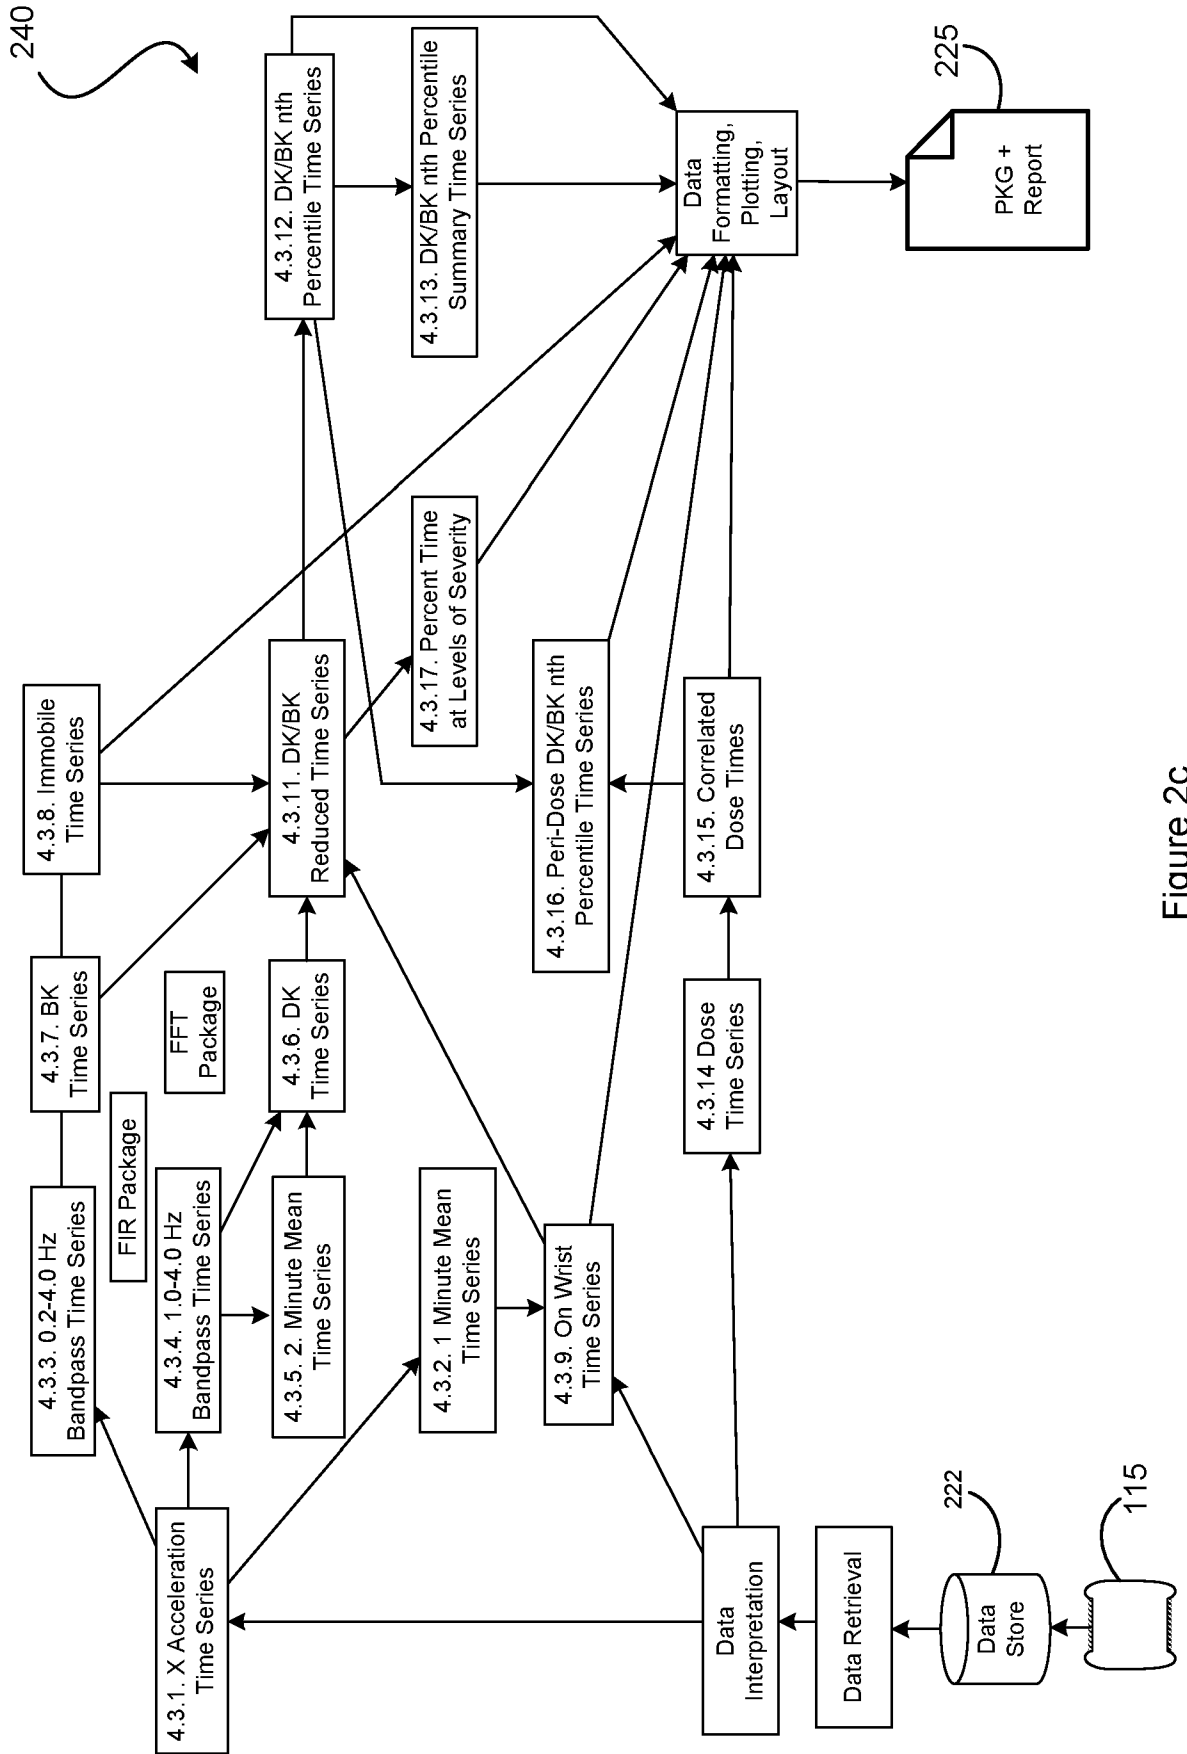 240
4.3.8. Immobile
Time Series
4.3.7. BK
Time Series
4.3.3. 0.2-4.0 Hz
Bandpass Time Series
FIR Package
FFT
Package
4.3.1. X Acceleration
Time Series
4.3.4. 1.0-4.0 Hz
Bandpass Time Series
4.3.5. 2. Minute Mean
Time Series
4.3.6. DK
Time Series
4.3.11. DK/BK
Reduced Time Series
4.3.12. DK/BK nth
Percentile Time Series
4.3.13. DK/BK nth Percentile
Summary Time Series
4.3.17. Percent Time
at Levels of Severity
4.3.2. 1 Minute Mean
Time Series
4.3.9. On Wrist
Time Series
4.3.16. Peri-Dose DK/BK nth
Percentile Time Series
4.3.14 Dose
Time Series
4.3.15. Correlated
Dose Times
Data
Formatting,
Plotting,
Layout
Data
Interpretation
Data Retrieval
Data
Store
222
115
PKG +
Report
225
Figure 2c